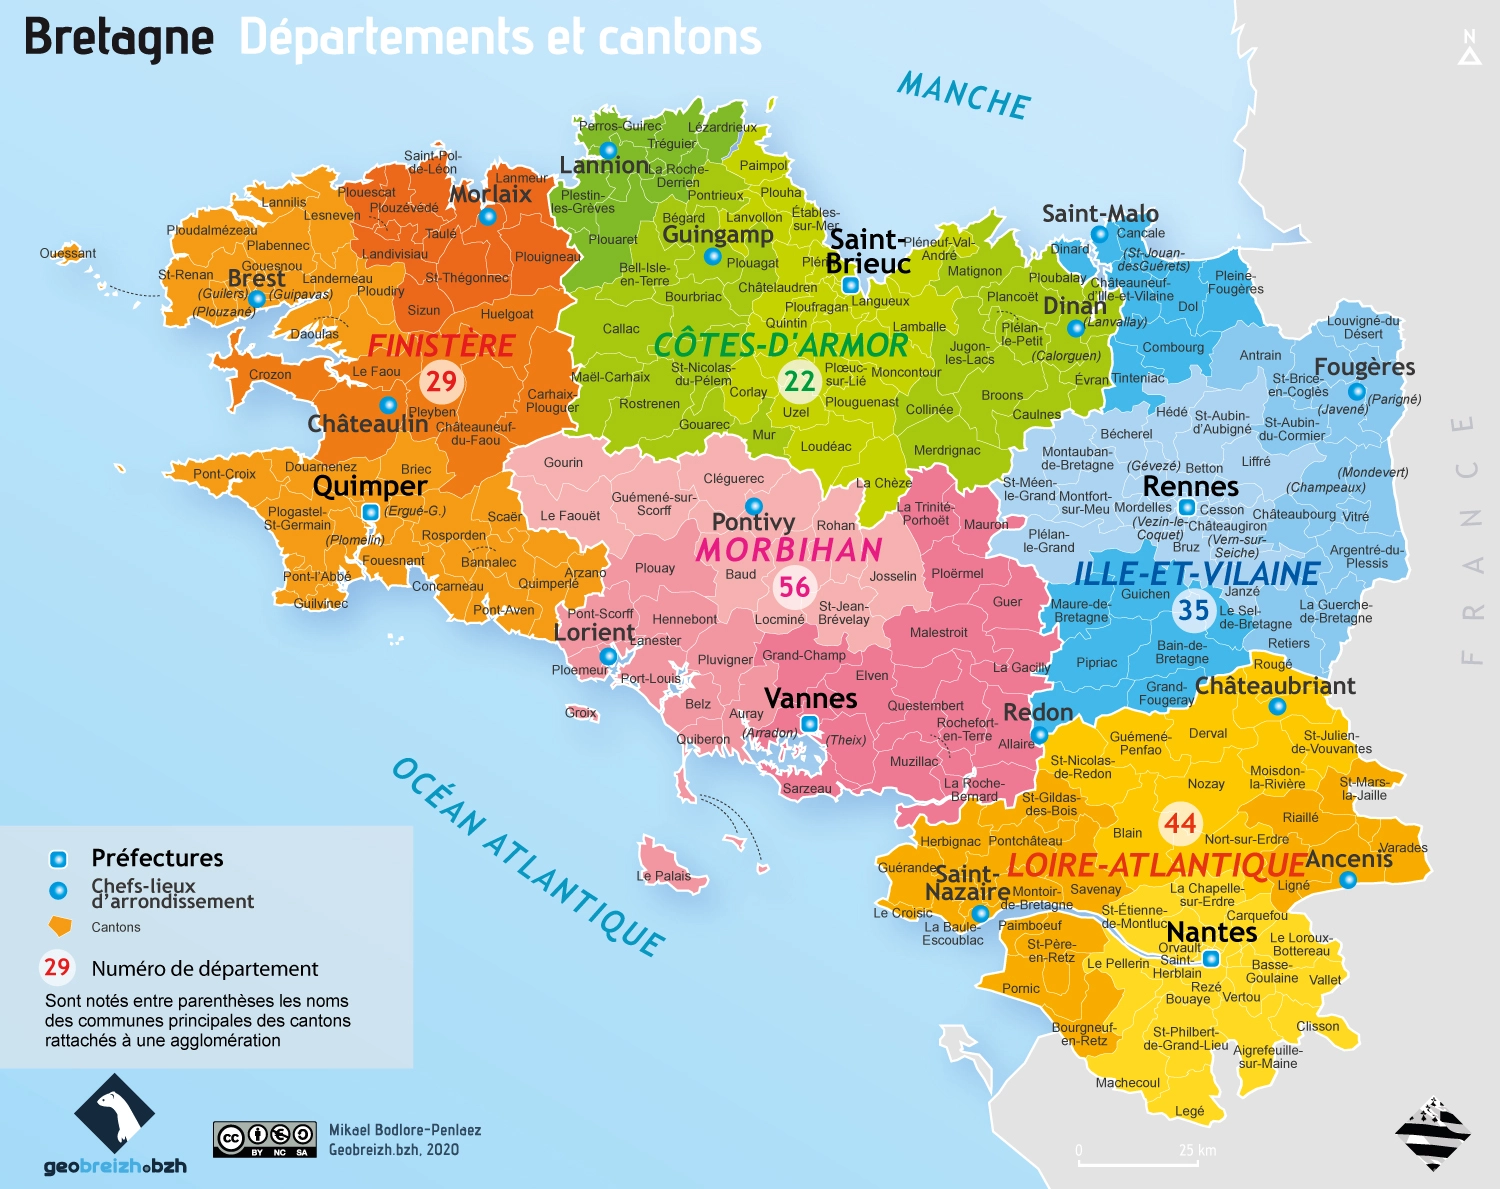 Bretagne Départements et cantons
N
MANCHE
FRANCE
OCÉAN ATLANTIQUE
FINISTÈRE
29
Ouessant
Saint-Pol-
de-Léon
Lanmeur
Plouescat
Morlaix
Plouzévédé
Lannilis
Lesneven
Taulé
Ploudalmézeau
Plabennec
Landivisiau
Plouigneau
St-Renan
Gouesnou
Brest
Landerneau
St-Thégonnec
(Guilers)
(Guipavas)
Ploudiry
(Plouzané)
Sizun
Huelgoat
Daoulas
Crozon
Le Faou
Carhaix-
Plouguer
Châteaulin
Pleyben
Châteauneuf-
du-Faou
Pont-Croix
Douarnenez
Briec
Quimper
(Ergué-G.)
Plogastel-
St-Germain
Scaër
(Plomelin)
Rosporden
Fouesnant
Bannalec
Pont-l'Abbé
Concarneau
Quimperlé
Arzano
Guilvinec
Pont-Aven
CÔTES-D'ARMOR
22
Perros-Guirec
Lézardrieux
Tréguier
Lannion
La Roche-
Derrien
Paimpol
Plestin-
les-Grèves
Pontrieux
Plouha
Bégard
Lanvollon
Étables-
sur-Mer
Plouaret
Guingamp
Saint-
Brieuc
Pléneuf-Val-
André
Bell-Isle-
en-Terre
Plouagat
Plérin
Matignon
Ploubalay
Châtelaudren
Bourbriac
Ploufragan
Langueux
Plancoët
Dinan
Callac
Quintin
Lamballe
Plélan-
le-Petit
(Lanvallay)
Jugon-
les-Lacs
(Calorguen)
Maël-Carhaix
St-Nicolas-
du-Pélem
Plœuc-
sur-Lié
Moncontour
Évran
Corlay
Rostrenen
Uzel
Plouguenast
Collinée
Broons
Gouarec
Mur
Caulnes
Loudéac
Merdrignac
La Chèze
MORBIHAN
56
Gourin
Cléguerec
Guémené-sur-
Scorff
Le Faouët
Pontivy
Rohan
La Trinité-
Porhoët
Mauron
Plouay
Baud
Josselin
Ploërmel
Guer
Pont-Scorff
Hennebont
Locminé
St-Jean-
Brévelay
Malestroit
Lorient
Lanester
Ploemeur
Port-Louis
Pluvigner
Grand-Champ
Elven
La Gacilly
Groix
Belz
Auray
Vannes
Questembert
Quiberon
(Arradon)
(Theix)
Rochefort-
en-Terre
Allaire
Muzillac
Sarzeau
La Roche-
Bernard
Le Palais
ILLE-ET-VILAINE
35
Saint-Malo
Cancale
Dinard
(St-Jouan-
desGuérets)
Châteauneuf-
d'Ille-et-Vilaine
Pleine-
Fougères
Dol
Combourg
Antrain
Louvigné-du-
Désert
Fougères
Tinteniac
St-Brice-
en-Coglès
(Javené)
(Parigné)
Hédé
St-Aubin-
d'Aubigné
St-Aubin-
du-Cormier
Bécherel
Montauban-
de-Bretagne
(Gévezé)
Betton
Liffré
(Mondevert)
St-Méen-
le-Grand
Montfort-
sur-Meu
Rennes
(Champeaux)
Mordelles
Cesson
Châteaubourg
Vitré
(Vezin-le-
Coquet)
Châteaugiron
Plélan-
le-Grand
Bruz
(Vern-sur-
Seiche)
Argentré-du-
Plessis
Guichen
Janzé
Maure-de-
Bretagne
Le Sel-
de-Bretagne
La Guerche-
de-Bretagne
Bain-de-
Bretagne
Retiers
Pipriac
Grand-
Fougeray
Redon
LOIRE-ATLANTIQUE
44
Rougé
Châteaubriant
Guémené-
Penfao
Derval
St-Julien-
de-Vouvantes
St-Nicolas-
de-Redon
Nozay
Moisdon-
la-Rivière
St-Mars-
la-Jaille
St-Gildas-
des-Bois
Blain
Riaillé
Herbignac
Pontchâteau
Nort-sur-Erdre
Varades
Ancenis
Guérande
Saint-
Nazaire
Montoir-
de-Bretagne
Savenay
La Chapelle-
sur-Erdre
Ligné
Le Croisic
La Baule-
Escoublac
Paimboeuf
St-Étienne-
de-Montluc
Carquefou
Nantes
St-Père-
en-Retz
Le Pellerin
Orvault
Saint-
Herblain
Le Loroux-
Bottereau
Basse-
Goulaine
Vallet
Pornic
Rezé
Bouaye
Vertou
Bourgneuf-
en-Retz
St-Philbert-
de-Grand-Lieu
Clisson
Aigrefeuille-
sur-Maine
Machecoul
Legé
Préfectures
Chefs-lieux
d'arrondissement
Cantons
29 Numéro de département
Sont notés entre parenthèses les noms
des communes principales des cantons
rattachés à une agglomération
geobreizh.bzh
cc BY NC SA
Mikael Bodlore-Penlaez
Geobreizh.bzh, 2020
0 25 km